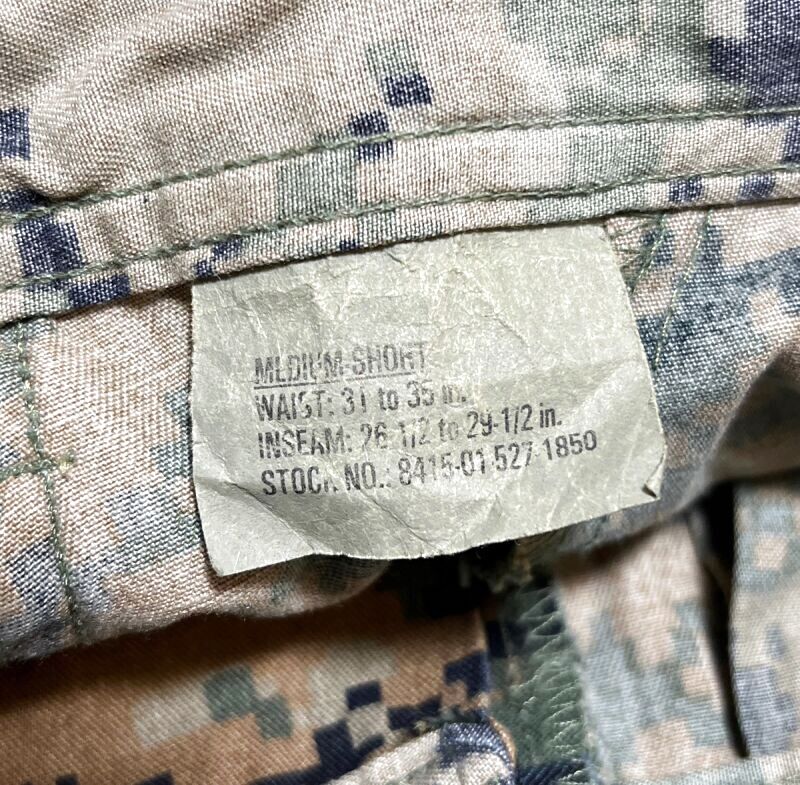 MEDIUM-SHORT
WAIST: 31 to 35 in.
INSEAM: 26-1/2 to 29-1/2 in.
STOCK NO.: 8415-01-527-1850